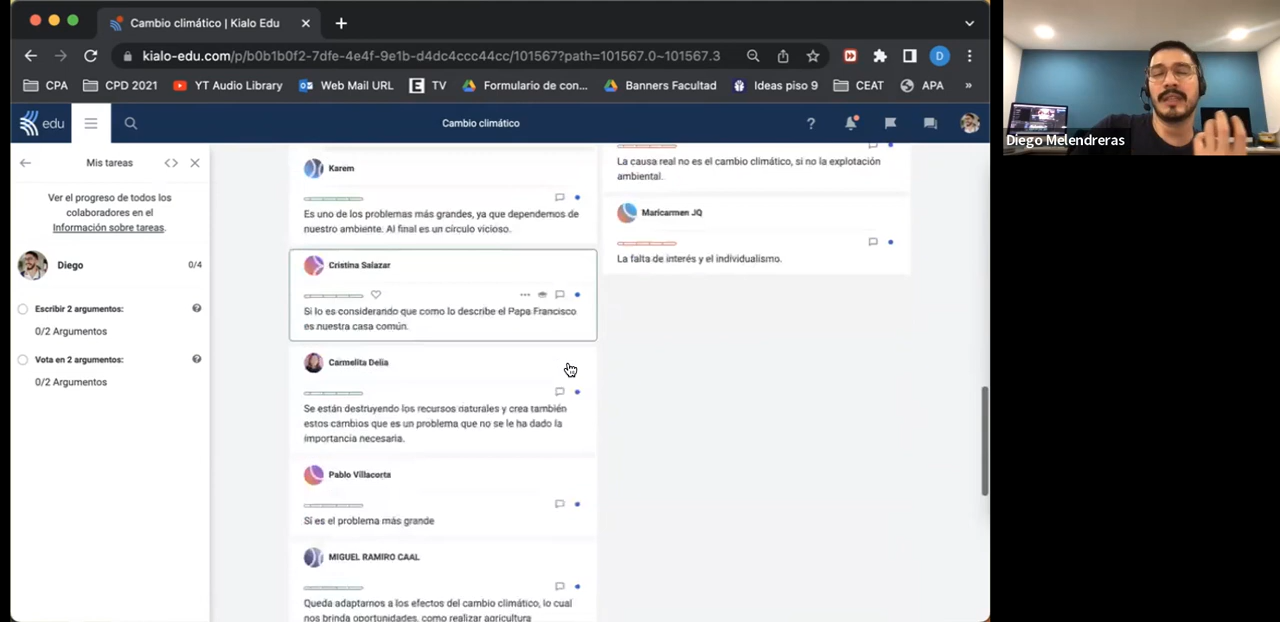 Cambio climático | Kialo Edu
kialo-edu.com/p/b0b1b0f2-7dfe-4e4f-9e1b-d4dc4ccc44cc/101567?path=101567.0~101567.3
D
CPA
CPD 2021
YT Audio Library
Web Mail URL
E TV
Formulario de con...
Banners Facultad
Ideas piso 9
CEAT
APA
»
edu
Cambio climático
?
Mis tareas
Ver el progreso de todos los
colaboradores en el
Información sobre tareas.
Diego
0/4
Escribir 2 argumentos:
0/2 Argumentos
Vota en 2 argumentos:
0/2 Argumentos
Karem
Es uno de los problemas más grandes, ya que dependemos de
nuestro ambiente. Al final es un círculo vicioso.
Cristina Salazar
Si lo es considerando que como lo describe el Papa Francisco
es nuestra casa común.
Carmelita Delia
Se están destruyendo los recursos naturales y crea también
estos cambios que es un problema que no se le ha dado la
importancia necesaria.
Pablo Villacorta
Sí es el problema más grande
MIGUEL RAMIRO CAAL
Queda adaptarnos a los efectos del cambio climático, lo cual
nos brinda oportunidades, como realizar agricultura
La causa real no es el cambio climático, si no la explotación
ambiental.
Maricarmen JQ
La falta de interés y el individualismo.
Diego Melendreras